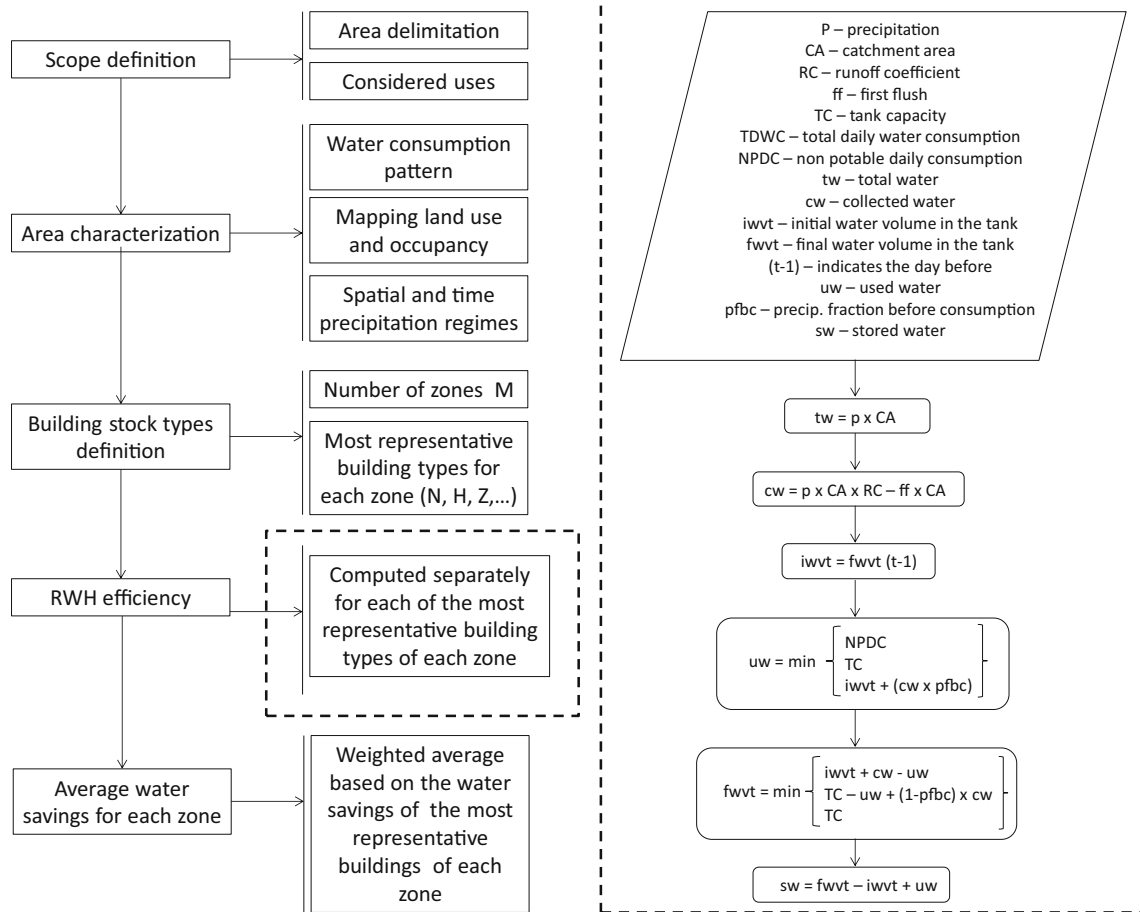 Scope definition
Area delimitation
Considered uses
Area characterization
Water consumption
pattern
Mapping land use
and occupancy
Spatial and time
precipitation regimes
Building stock types
definition
Number of zones M
Most representative
building types for
each zone (N, H, Z,...)
RWH efficiency
Computed separately
for each of the most
representative building
types of each zone
Average water
savings for each zone
Weighted average
based on the water
savings of the most
representative
buildings of each
zone
P – precipitation
CA – catchment area
RC – runoff coefficient
ff – first flush
TC – tank capacity
TDWC – total daily water consumption
NPDC – non potable daily consumption
tw – total water
cw – collected water
iwvt – initial water volume in the tank
fwvt – final water volume in the tank
(t-1) – indicates the day before
uw – used water
pfbc – precip. fraction before consumption
sw – stored water
tw = p x CA
cw = p x CA x RC – ff x CA
iwvt = fwvt (t-1)
uw = min
NPDC
TC
iwvt + (cw x pfbc)
fwvt = min
iwvt + cw - uw
TC – uw + (1-pfbc) x cw
TC
sw = fwvt – iwvt + uw